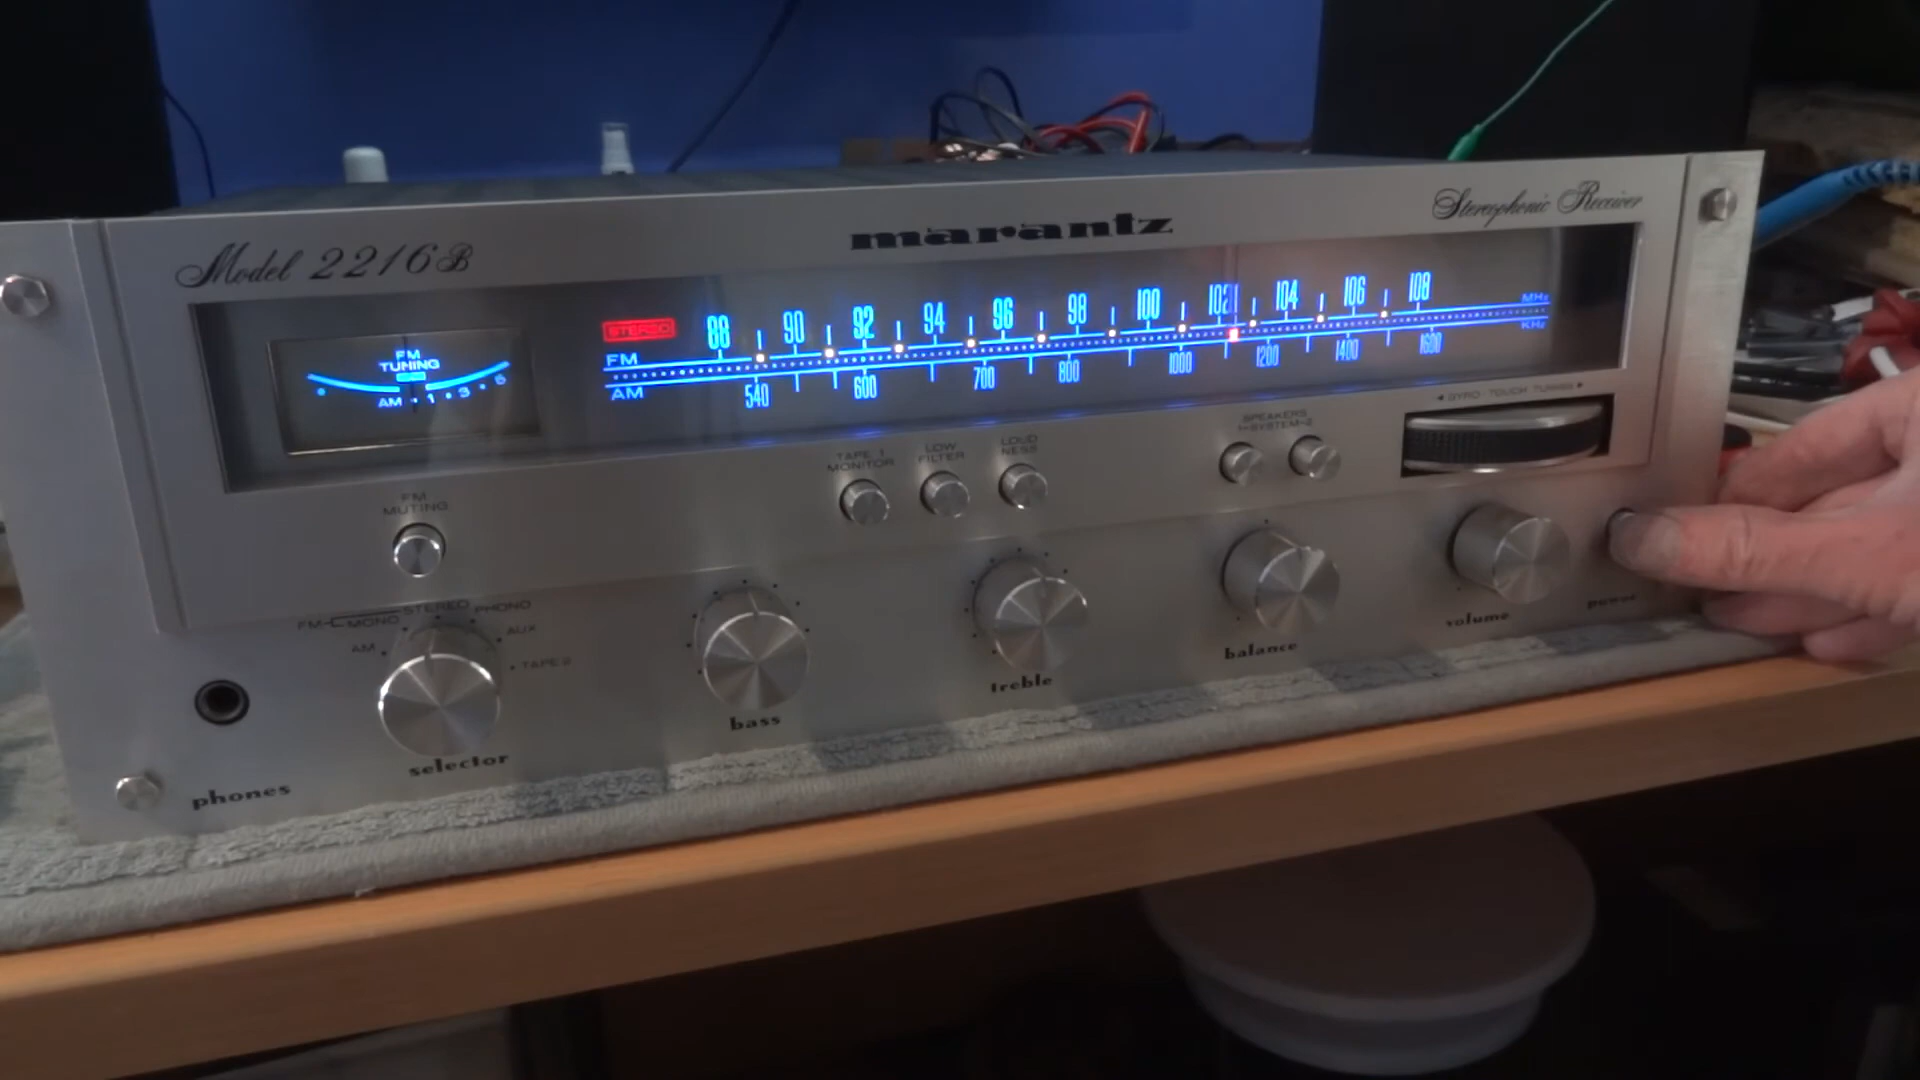 marantz
Stereophonic Receiver
Model 2216B
STEREO
88 90 92 94 96 98 100 102 104 106 108 MHz
FM
AM
540 600 700 800 1000 1200 1400 1600 KHz
FM
TUNING
AM 1 3 5
GYRO TOUCH TUNING
SPEAKERS
1-SYSTEM-2
TAPE 1
MONITOR
LOW
FILTER
LOUD
NESS
FM
MUTING
FM MONO STEREO PHONO
AM
AUX
TAPE 2
phones
selector
bass
treble
balance
volume
power